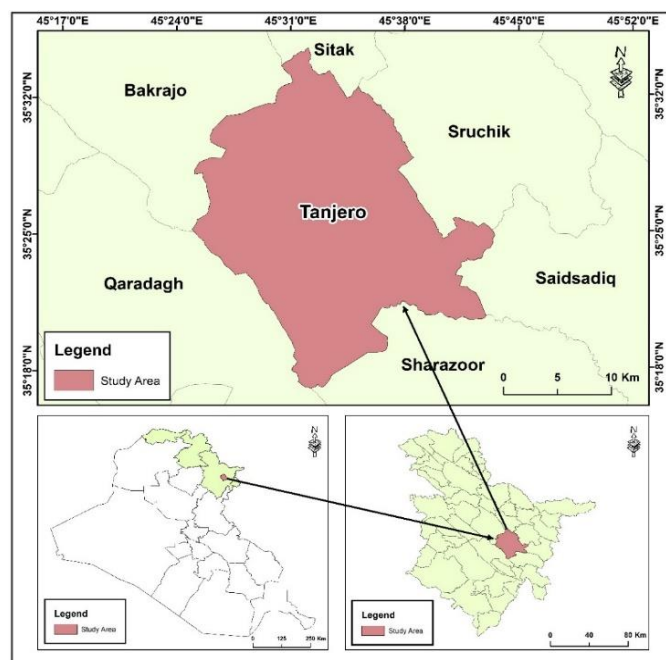 45°17'0"E 45°24'0"E 45°31'0"E 45°38'0"E 45°45'0"E 45°52'0"E
Sitak
N
Bakrajo
35°32'0"N
35°32'0"N
Sruchik
Tanjero
35°25'0"N
35°25'0"N
Qaradagh
Saidsadiq
Legend
Study Area
Sharazoor
35°18'0"N
35°18'0"N
0 5 10 Km
N
Legend
Study Area
0 125 250 Km
N
Legend
Study Area
0 40 80 Km